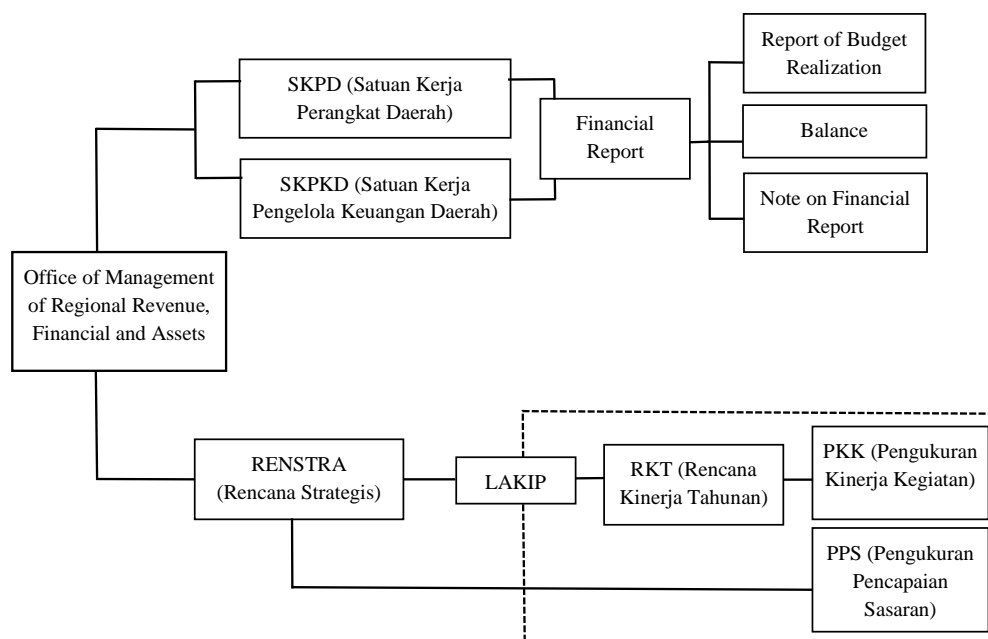 Report of Budget
Realization
SKPD (Satuan Kerja
Perangkat Daerah)
Financial
Report
Balance
SKPKD (Satuan Kerja
Pengelola Keuangan Daerah)
Note on Financial
Report
Office of Management
of Regional Revenue,
Financial and Assets
RENSTRA
(Rencana Strategis)
LAKIP
RKT (Rencana
Kinerja Tahunan)
PKK (Pengukuran
Kinerja Kegiatan)
PPS (Pengukuran
Pencapaian
Sasaran)